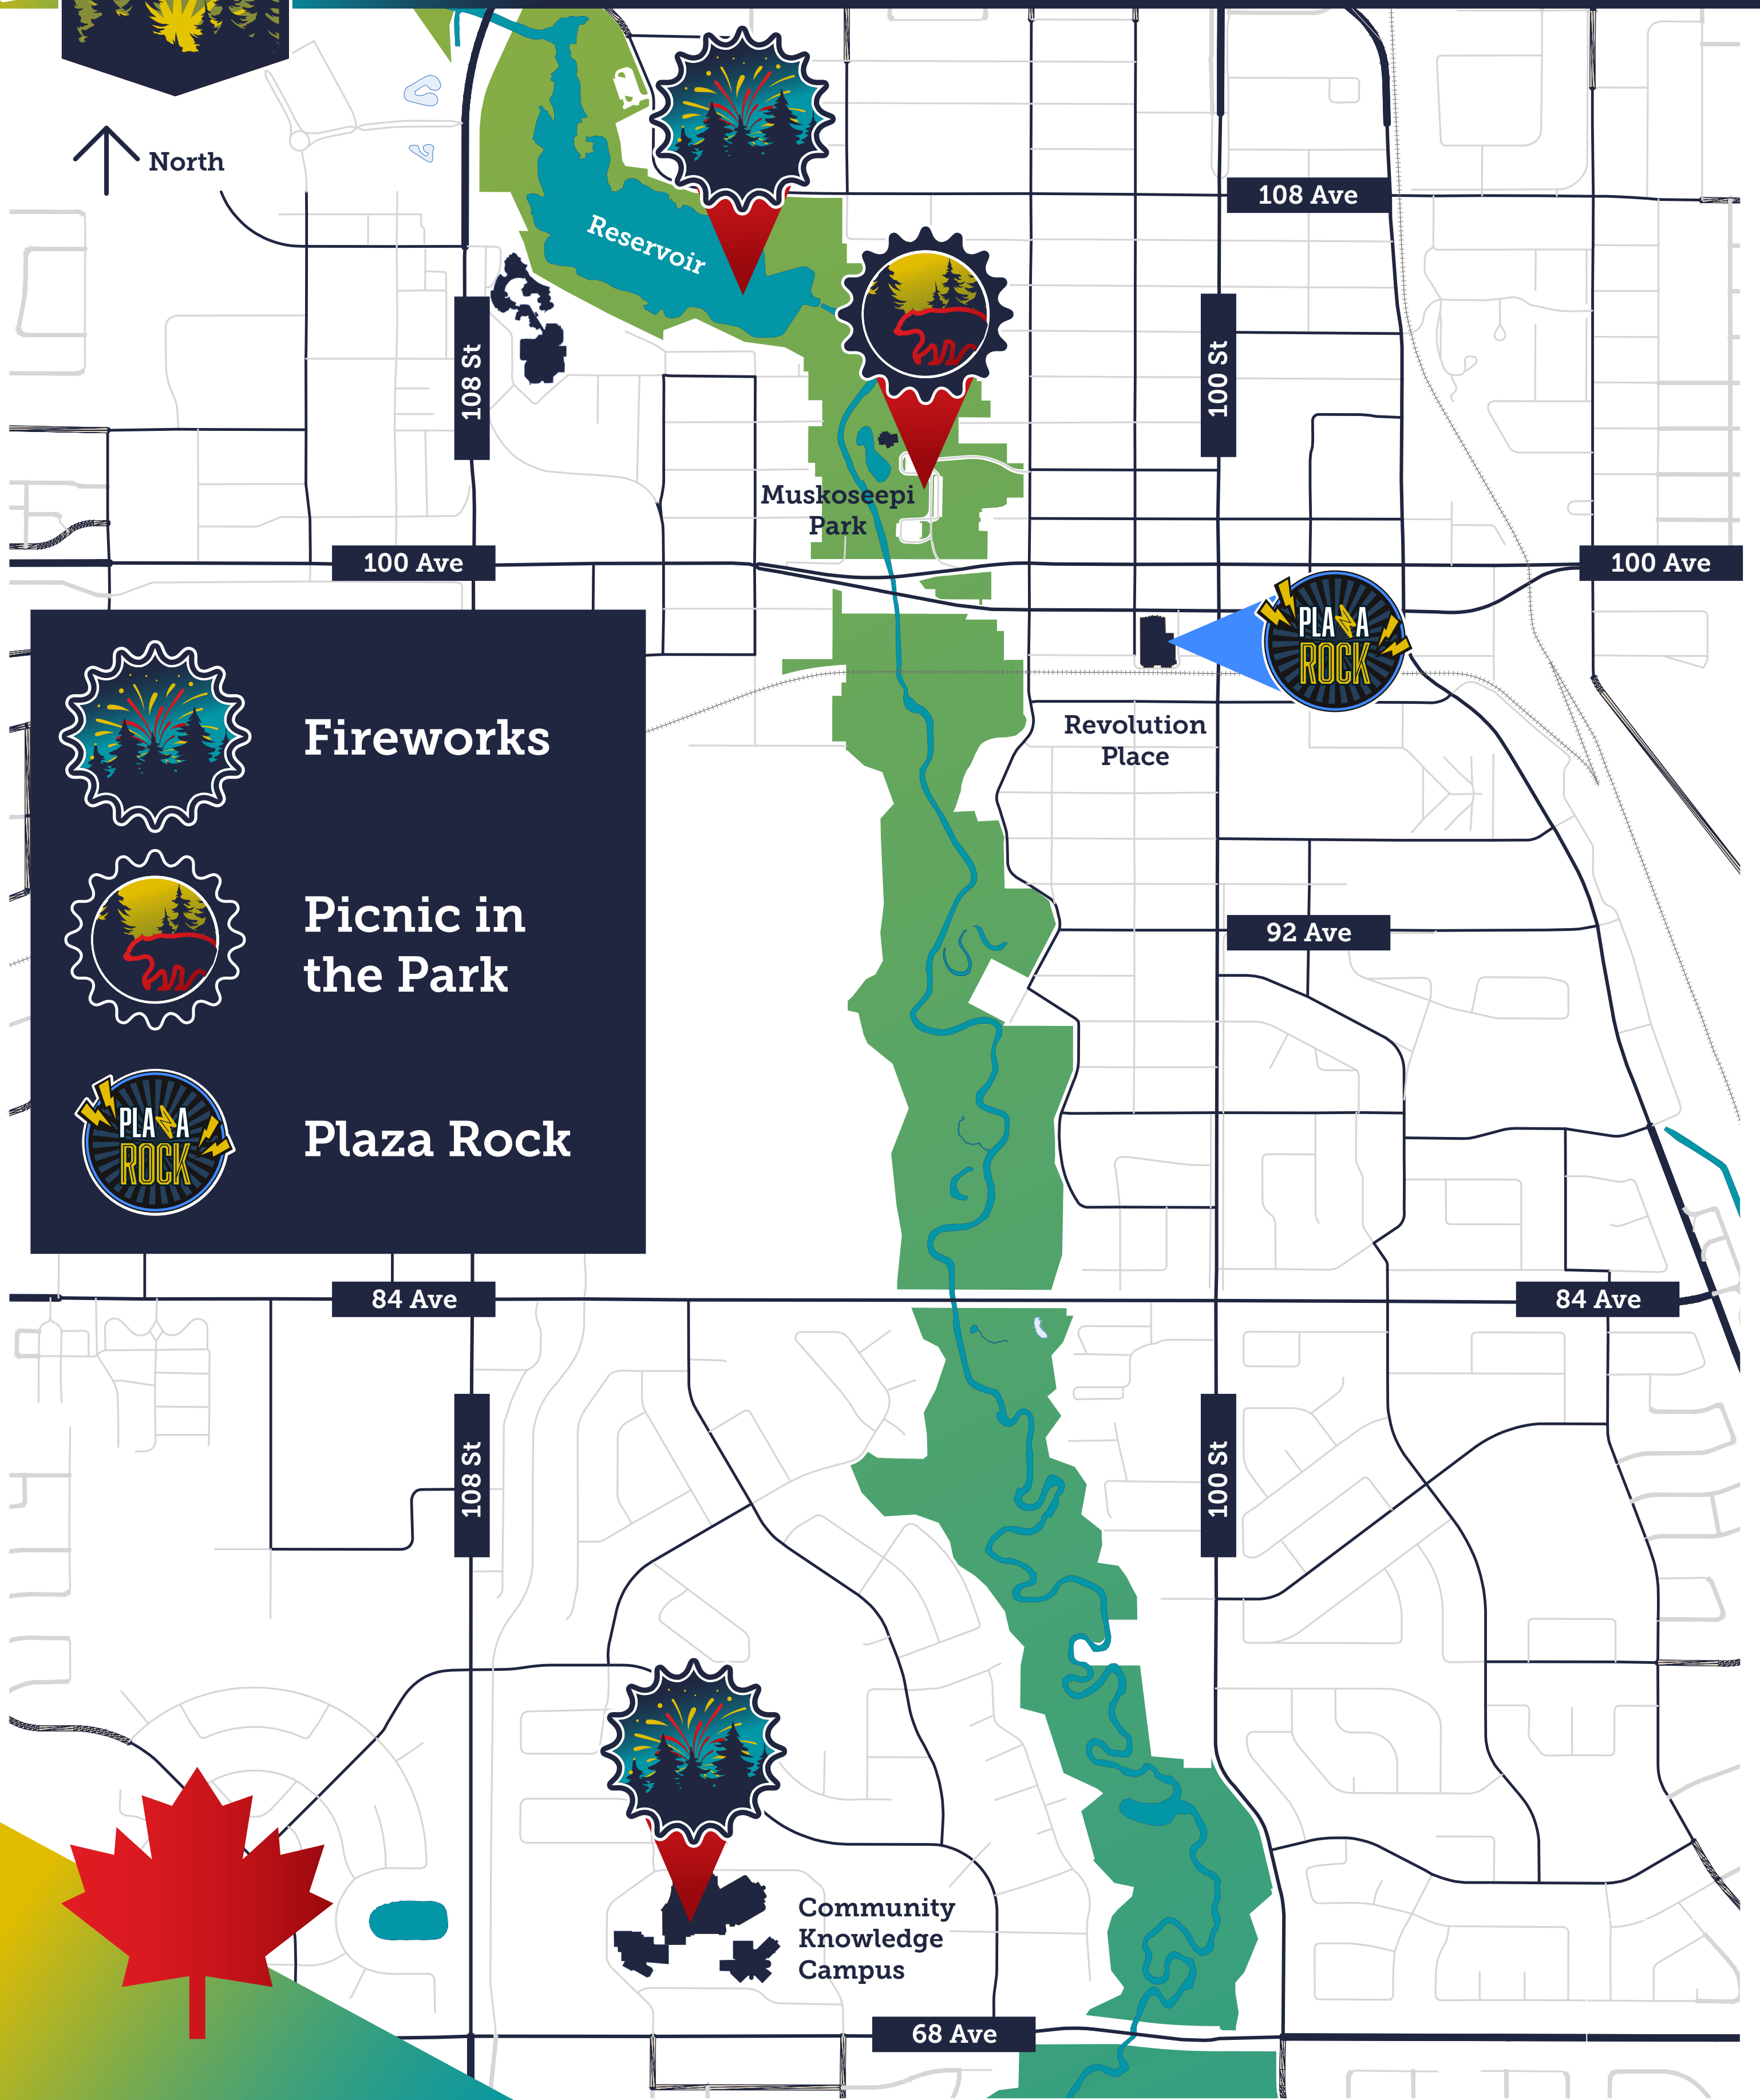 North
108 Ave
Reservoir
108 St
100 St
Muskoseepi
Park
100 Ave
100 Ave
PLAZA
ROCK
Revolution
Place
Fireworks
Picnic in
the Park
PLAZA
ROCK
Plaza Rock
92 Ave
84 Ave
84 Ave
108 St
100 St
Community
Knowledge
Campus
68 Ave